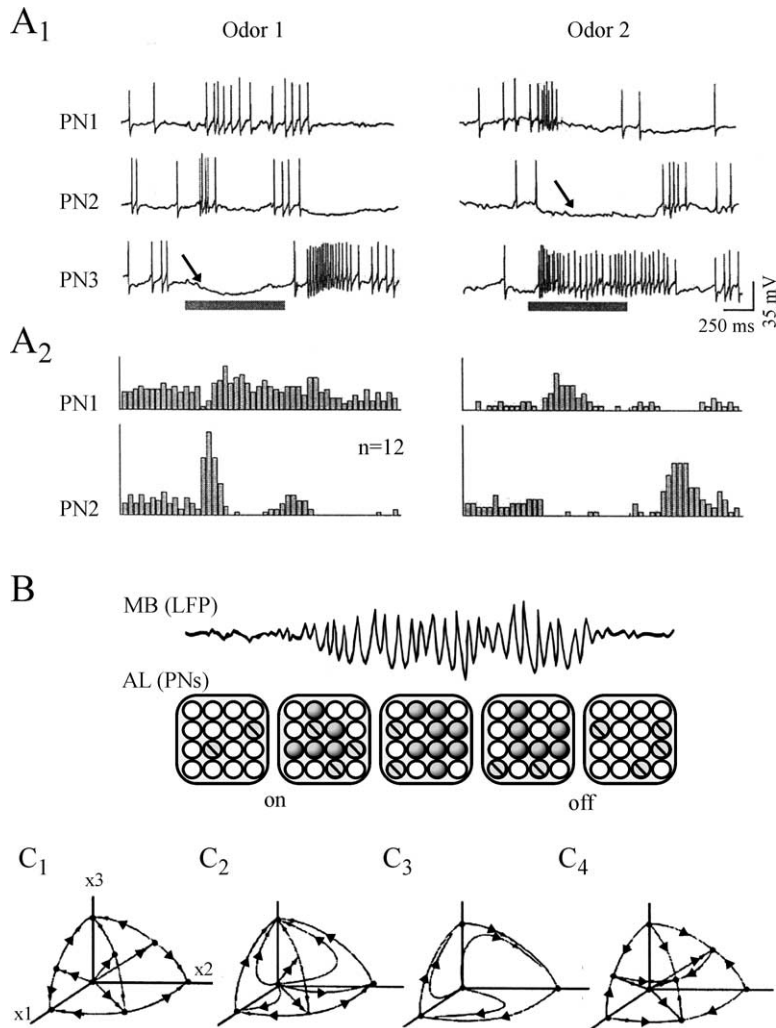 A1
Odor 1
Odor 2
PN1
PN2
PN3
250 ms
35 mV
A2
PN1
n=12
PN2
B
MB (LFP)
AL (PNs)
on
off
C1
C2
C3
C4
x3
x2
x1